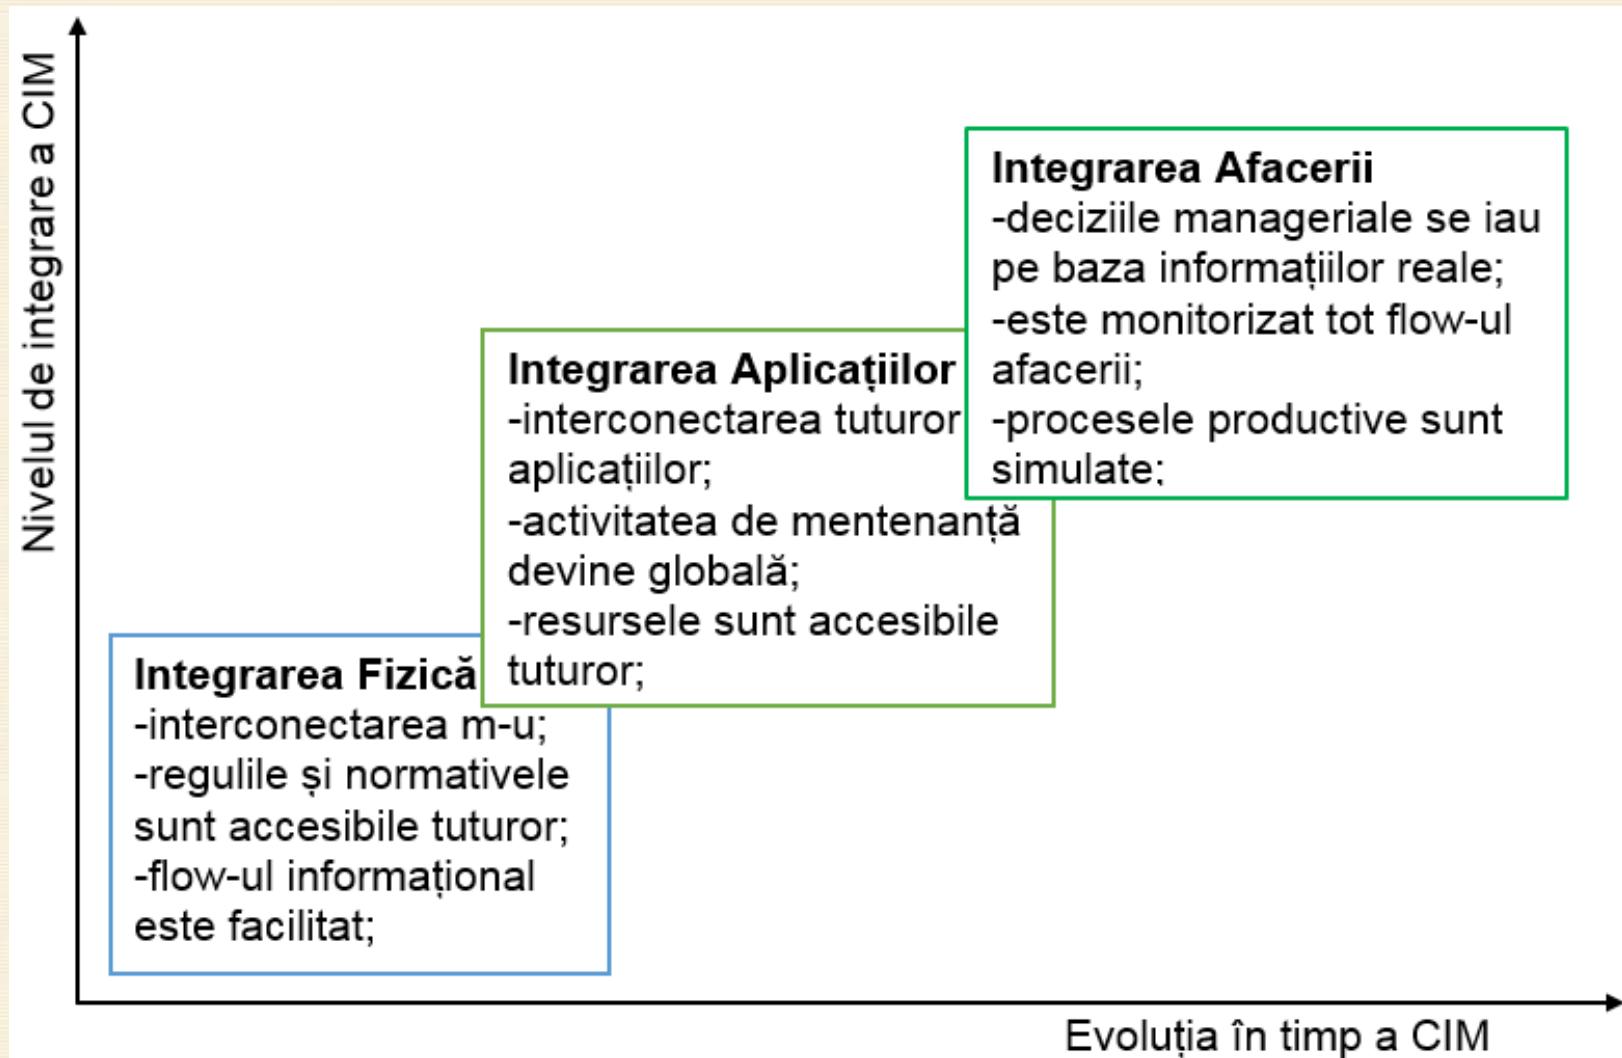 Nivelul de integrare a CIM
Integrarea Afacerii
-deciziile manageriale se iau
pe baza informațiilor reale;
-este monitorizat tot flow-ul
afacerii;
-procesele productive sunt
simulate;
Integrarea Aplicațiilor
-interconectarea tuturor
aplicațiilor;
-activitatea de mentenanță
devine globală;
-resursele sunt accesibile
tuturor;
Integrarea Fizică
-interconectarea m-u;
-regulile și normativele
sunt accesibile tuturor;
-flow-ul informațional
este facilitat;
Evoluția în timp a CIM